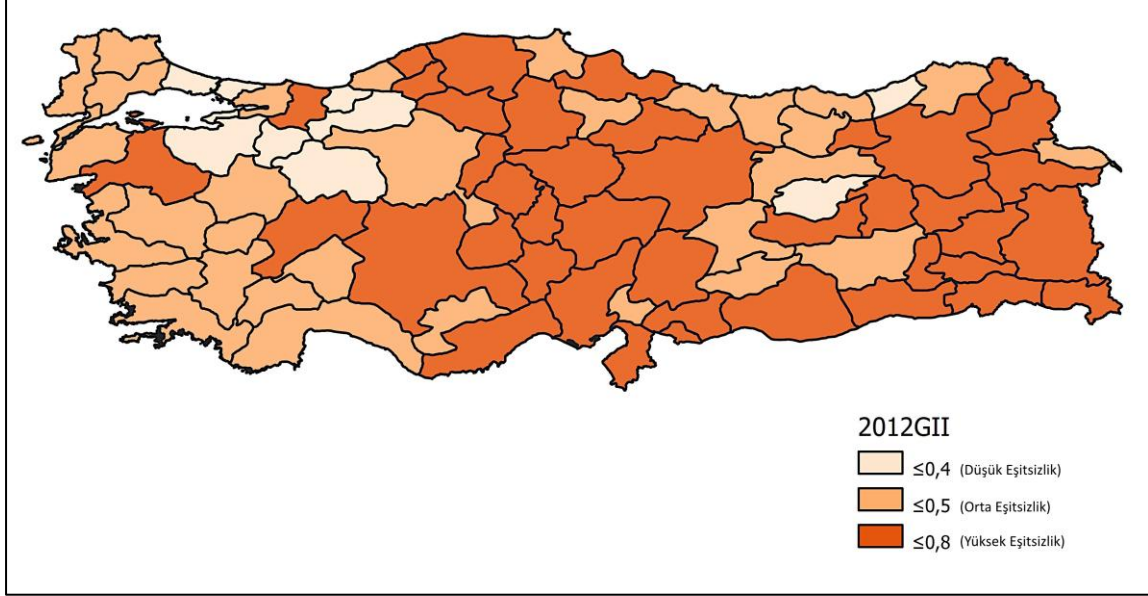 2012GII
≤0,4 (Düşük Eşitsizlik)
≤0,5 (Orta Eşitsizlik)
≤0,8 (Yüksek Eşitsizlik)